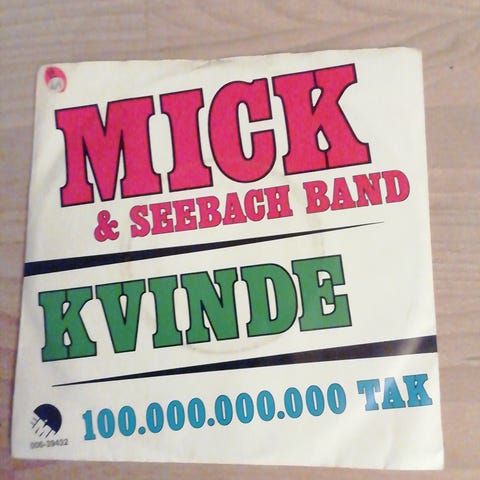 MICK
& SEEBACH BAND
KVINDE
100.000.000.000 TAK
006-39432